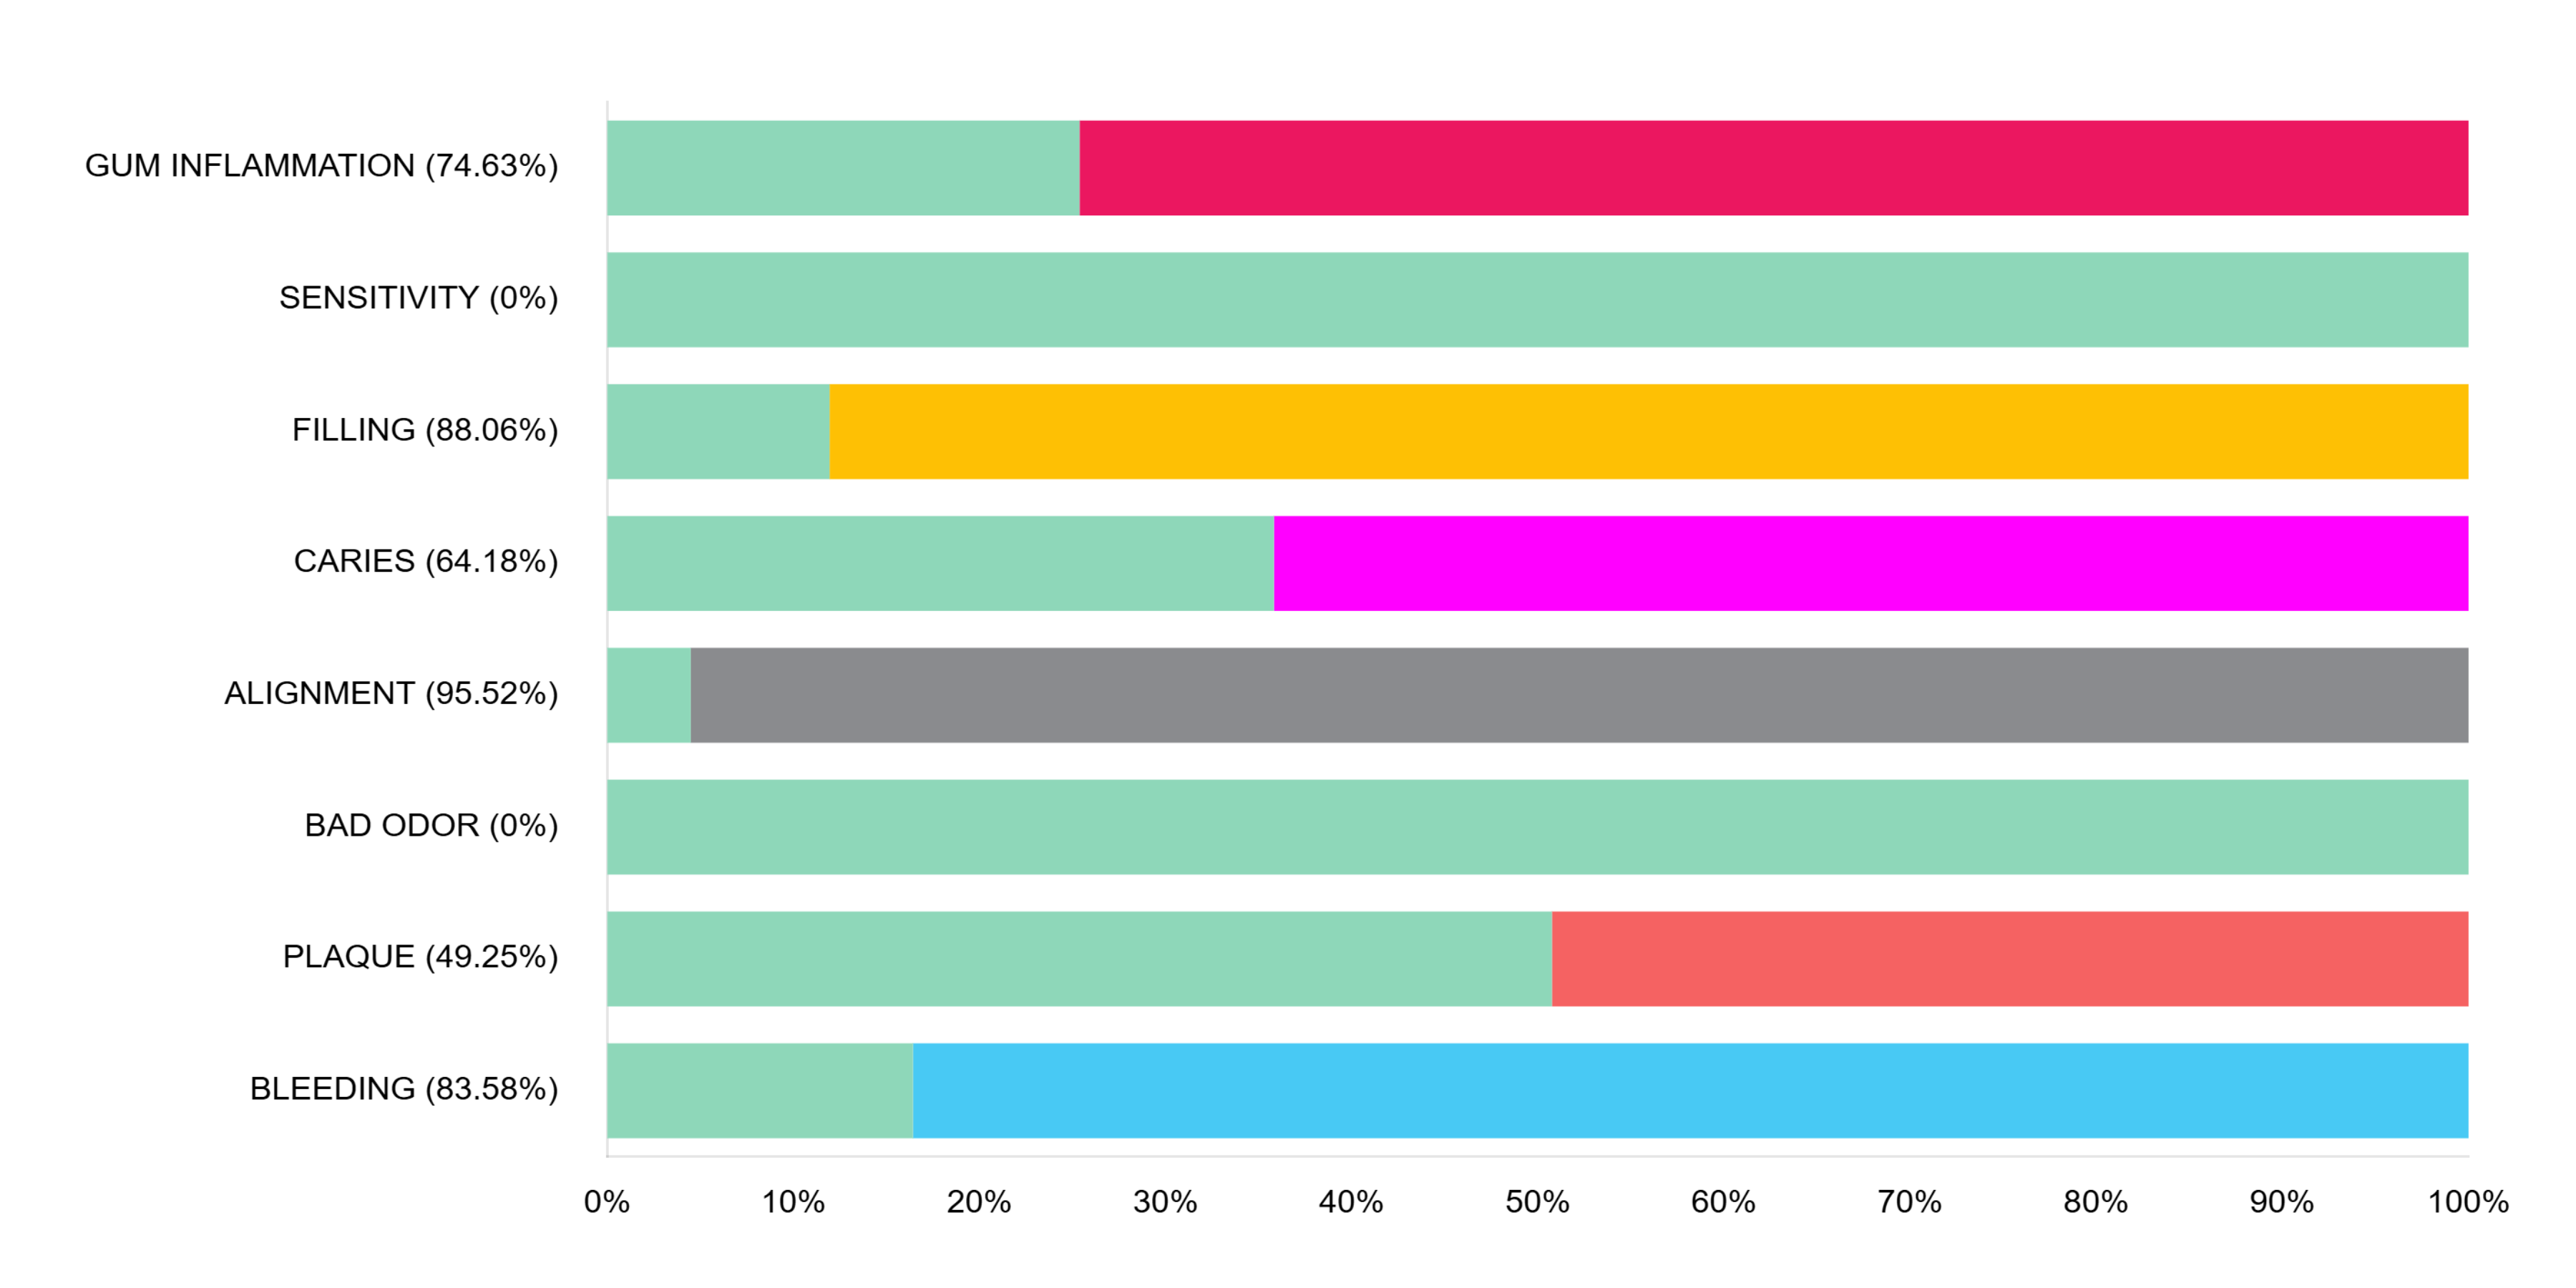 GUM INFLAMMATION (74.63%)
SENSITIVITY (0%)
FILLING (88.06%)
CARIES (64.18%)
ALIGNMENT (95.52%)
BAD ODOR (0%)
PLAQUE (49.25%)
BLEEDING (83.58%)
0% 10% 20% 30% 40% 50% 60% 70% 80% 90% 100%